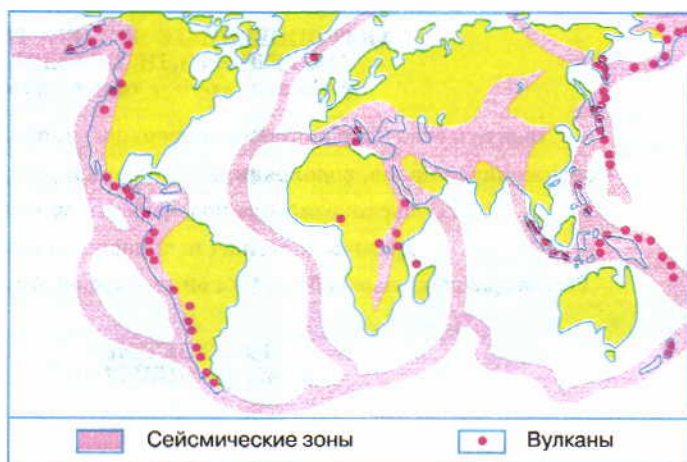 Сейсмические зоны
Вулканы